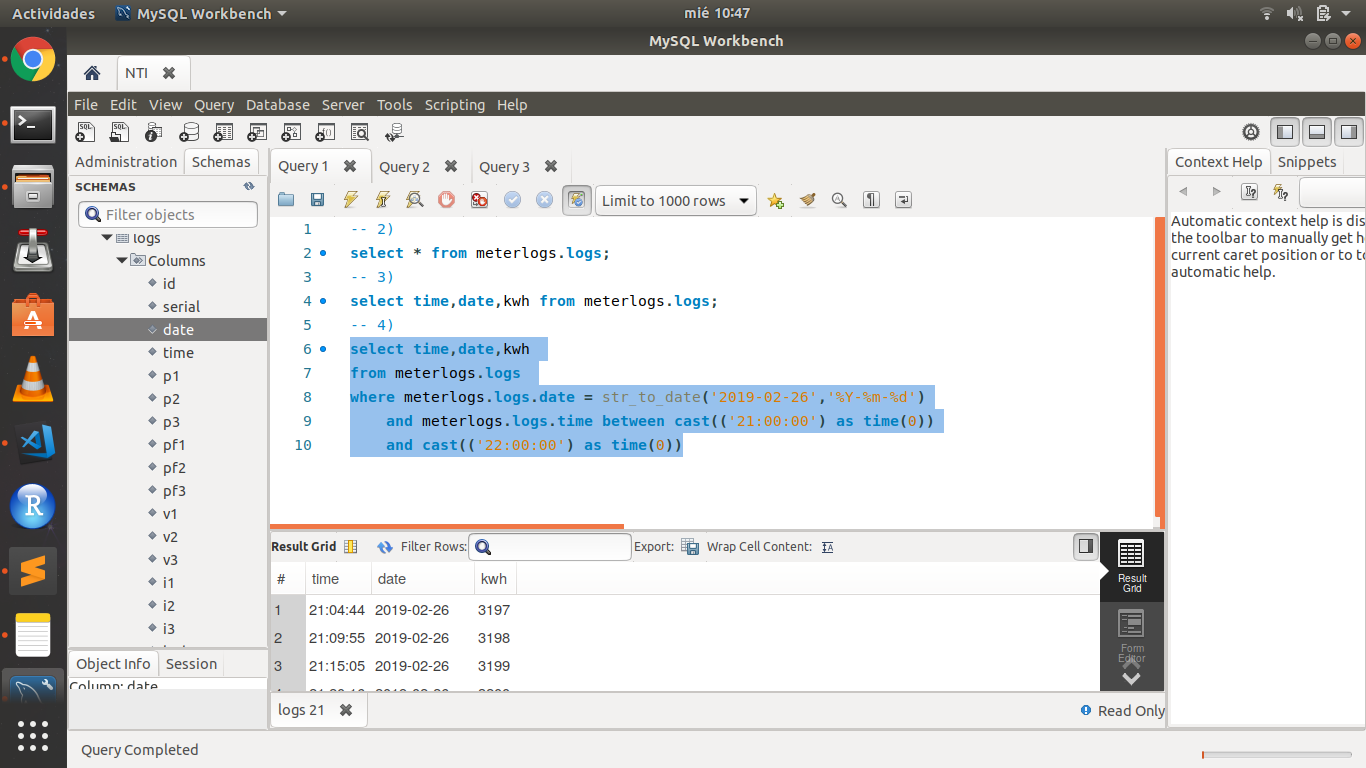 Actividades
MySQL Workbench
mié 10:47
MySQL Workbench
NTI
File Edit View Query Database Server Tools Scripting Help
Administration Schemas
SCHEMAS
Filter objects
logs
Columns
id
serial
date
time
p1
p2
p3
pf1
pf2
pf3
v1
v2
v3
i1
i2
i3
Object Info Session
Column: date
Query 1 Query 2 Query 3
Limit to 1000 rows
1 -- 2)
2 select * from meterlogs.logs;
3 -- 3)
4 select time,date,kwh from meterlogs.logs;
5 -- 4)
6 select time,date,kwh
7 from meterlogs.logs
8 where meterlogs.logs.date = str_to_date('2019-02-26','%Y-%m-%d')
9 and meterlogs.logs.time between cast(('21:00:00') as time(0))
10 and cast(('22:00:00') as time(0))
Result Grid Filter Rows: Export: Wrap Cell Content:
# time date kwh
1 21:04:44 2019-02-26 3197
2 21:09:55 2019-02-26 3198
3 21:15:05 2019-02-26 3199
Result
Grid
Form
Editor
logs 21
Read Only
Context Help Snippets
Automatic context help is dis
the toolbar to manually get h
current caret position or to to
automatic help.
Query Completed